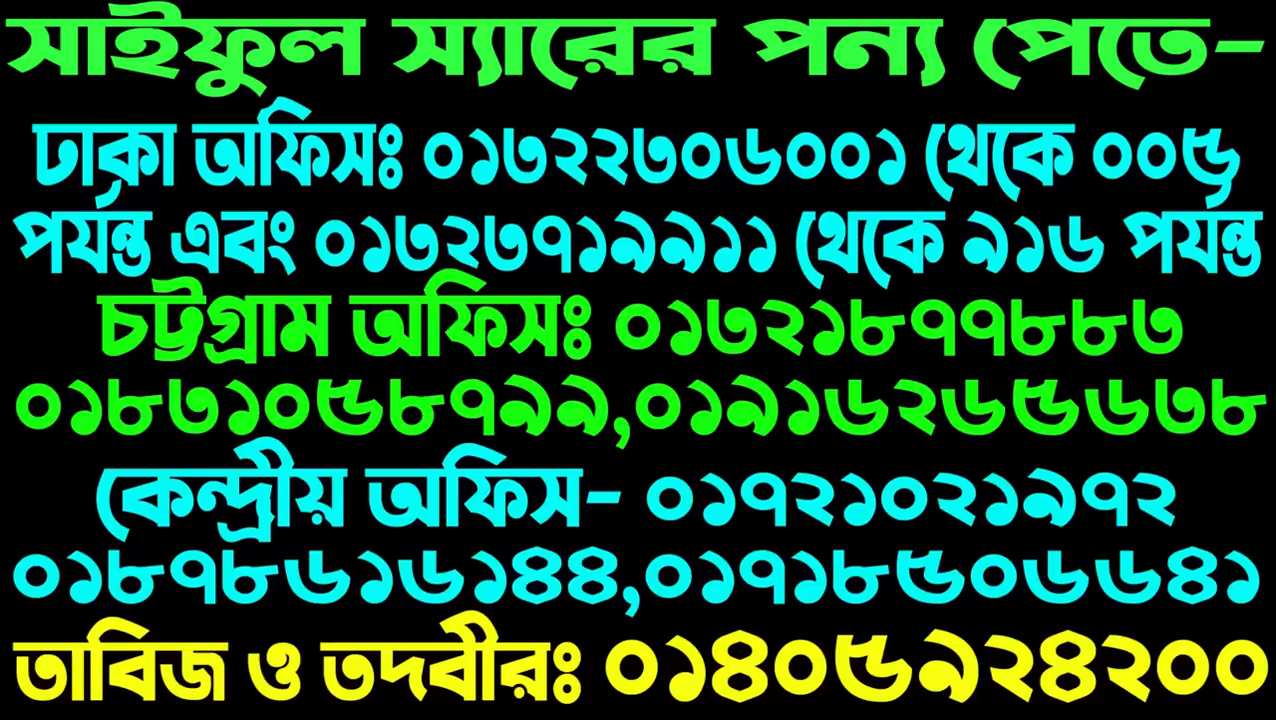 সাইফুল স্যারের পন্য পেতে-
ঢাকা অফিসঃ ০১৩২২৩০৬০০১ থেকে ০০৫
পর্যন্ত এবং ০১৩২৩৭১৯৯১১ থেকে ৯১৬ পর্যন্ত
চট্টগ্রাম অফিসঃ ০১৩২১৮৭৭৮৮৩
০১৮৩১০৫৮৭৯৯,০১৯১৬২৬৫৬৩৮
কেন্দ্রীয় অফিস- ০১৭২১০২১৯৭২
০১৮৭৮৬১৬১৪৪,০১৭১৮৫০৬৬৪১
তাবিজ ও তদবীরঃ ০১৪০৫৯২৪২০০